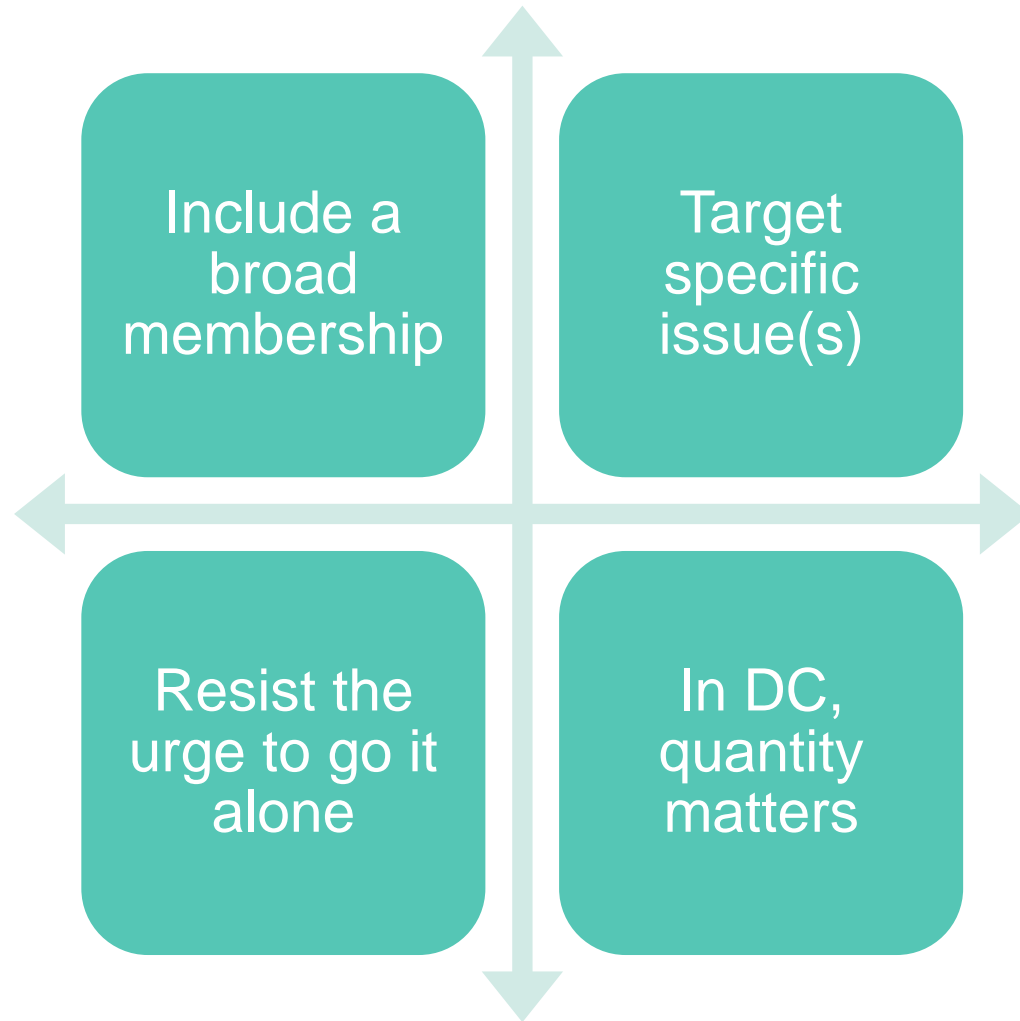 Include a
broad
membership
Target
specific
issue(s)
Resist the
urge to go it
alone
In DC,
quantity
matters